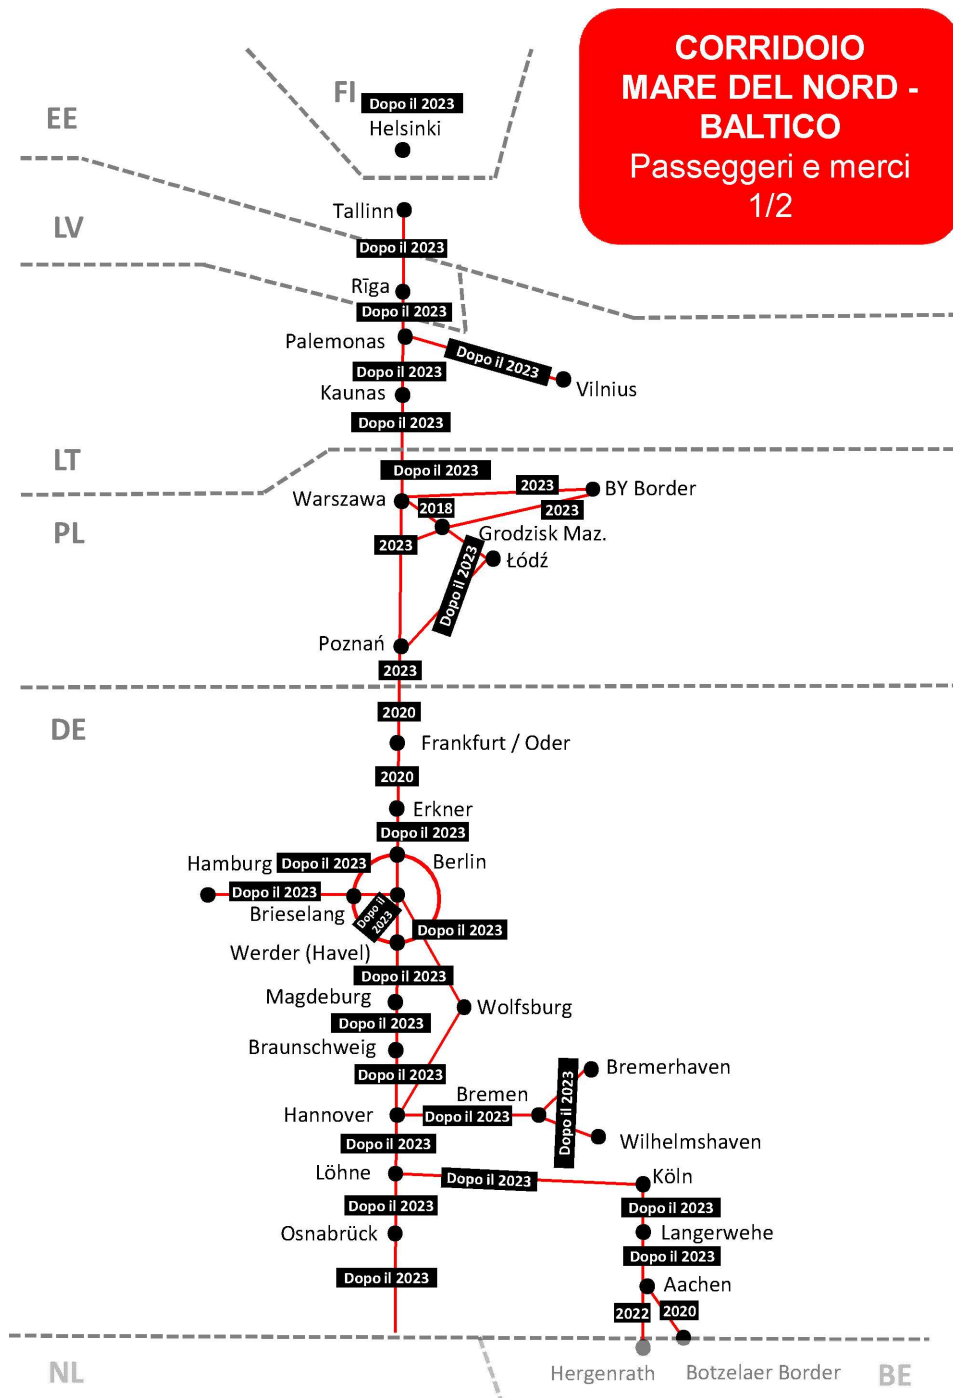 CORRIDOIO
MARE DEL NORD -
BALTICO
Passeggeri e merci
1/2
FI
Dopo il 2023
Helsinki
EE
Tallinn
LV
Dopo il 2023
Rīga
Dopo il 2023
Palemonas
Dopo il 2023
Vilnius
Dopo il 2023
Kaunas
Dopo il 2023
LT
Dopo il 2023
Warszawa
2023
BY Border
2018
2023
PL
Grodzisk Maz.
2023
Łódź
Dopo il 2023
Poznań
2023
DE
2020
Frankfurt / Oder
2020
Erkner
Dopo il 2023
Hamburg
Dopo il 2023
Berlin
Dopo il 2023
Brieselang
Dopo il
2023
Dopo il 2023
Werder (Havel)
Dopo il 2023
Magdeburg
Wolfsburg
Dopo il 2023
Braunschweig
Dopo il 2023
Bremerhaven
Bremen
Dopo il 2023
Hannover
Dopo il 2023
Wilhelmshaven
Dopo il 2023
Löhne
Dopo il 2023
Köln
Dopo il 2023
Dopo il 2023
Osnabrück
Langerwehe
Dopo il 2023
Dopo il 2023
Aachen
2022
2020
NL
Hergenrath
Botzelaer Border
BE